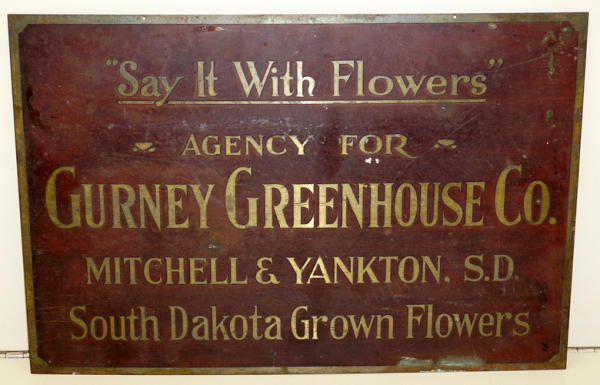 "Say It With Flowers"
AGENCY FOR
GURNEY GREENHOUSE CO.
MITCHELL & YANKTON. S.D.
South Dakota Grown Flowers